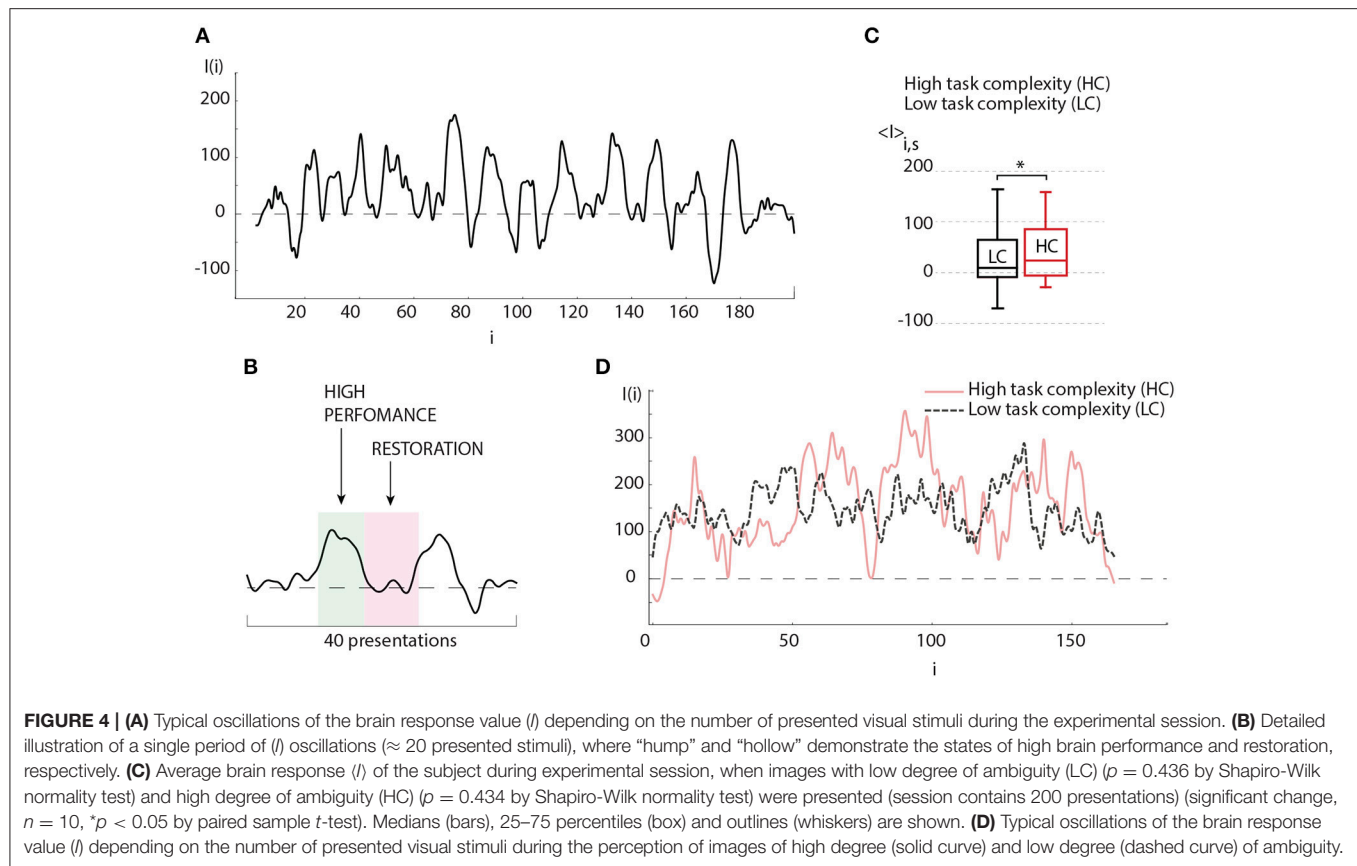 A
I(i)
200
100
0
-100
20 40 60 80 100 120 140 160 180
i
C
High task complexity (HC)
Low task complexity (LC)
<I>i,s
200
100
0
-100
*
LC
HC
B
HIGH
PERFOMANCE
RESTORATION
40 presentations
D
I(i)
High task complexity (HC)
Low task complexity (LC)
300
200
100
0
0 50 100 150
i
FIGURE 4 | (A) Typical oscillations of the brain response value (I) depending on the number of presented visual stimuli during the experimental session. (B) Detailed
illustration of a single period of (I) oscillations (≈ 20 presented stimuli), where “hump” and “hollow” demonstrate the states of high brain performance and restoration,
respectively. (C) Average brain response ⟨I⟩ of the subject during experimental session, when images with low degree of ambiguity (LC) (p = 0.436 by Shapiro-Wilk
normality test) and high degree of ambiguity (HC) (p = 0.434 by Shapiro-Wilk normality test) were presented (session contains 200 presentations) (significant change,
n = 10, *p < 0.05 by paired sample t-test). Medians (bars), 25–75 percentiles (box) and outlines (whiskers) are shown. (D) Typical oscillations of the brain response
value (I) depending on the number of presented visual stimuli during the perception of images of high degree (solid curve) and low degree (dashed curve) of ambiguity.